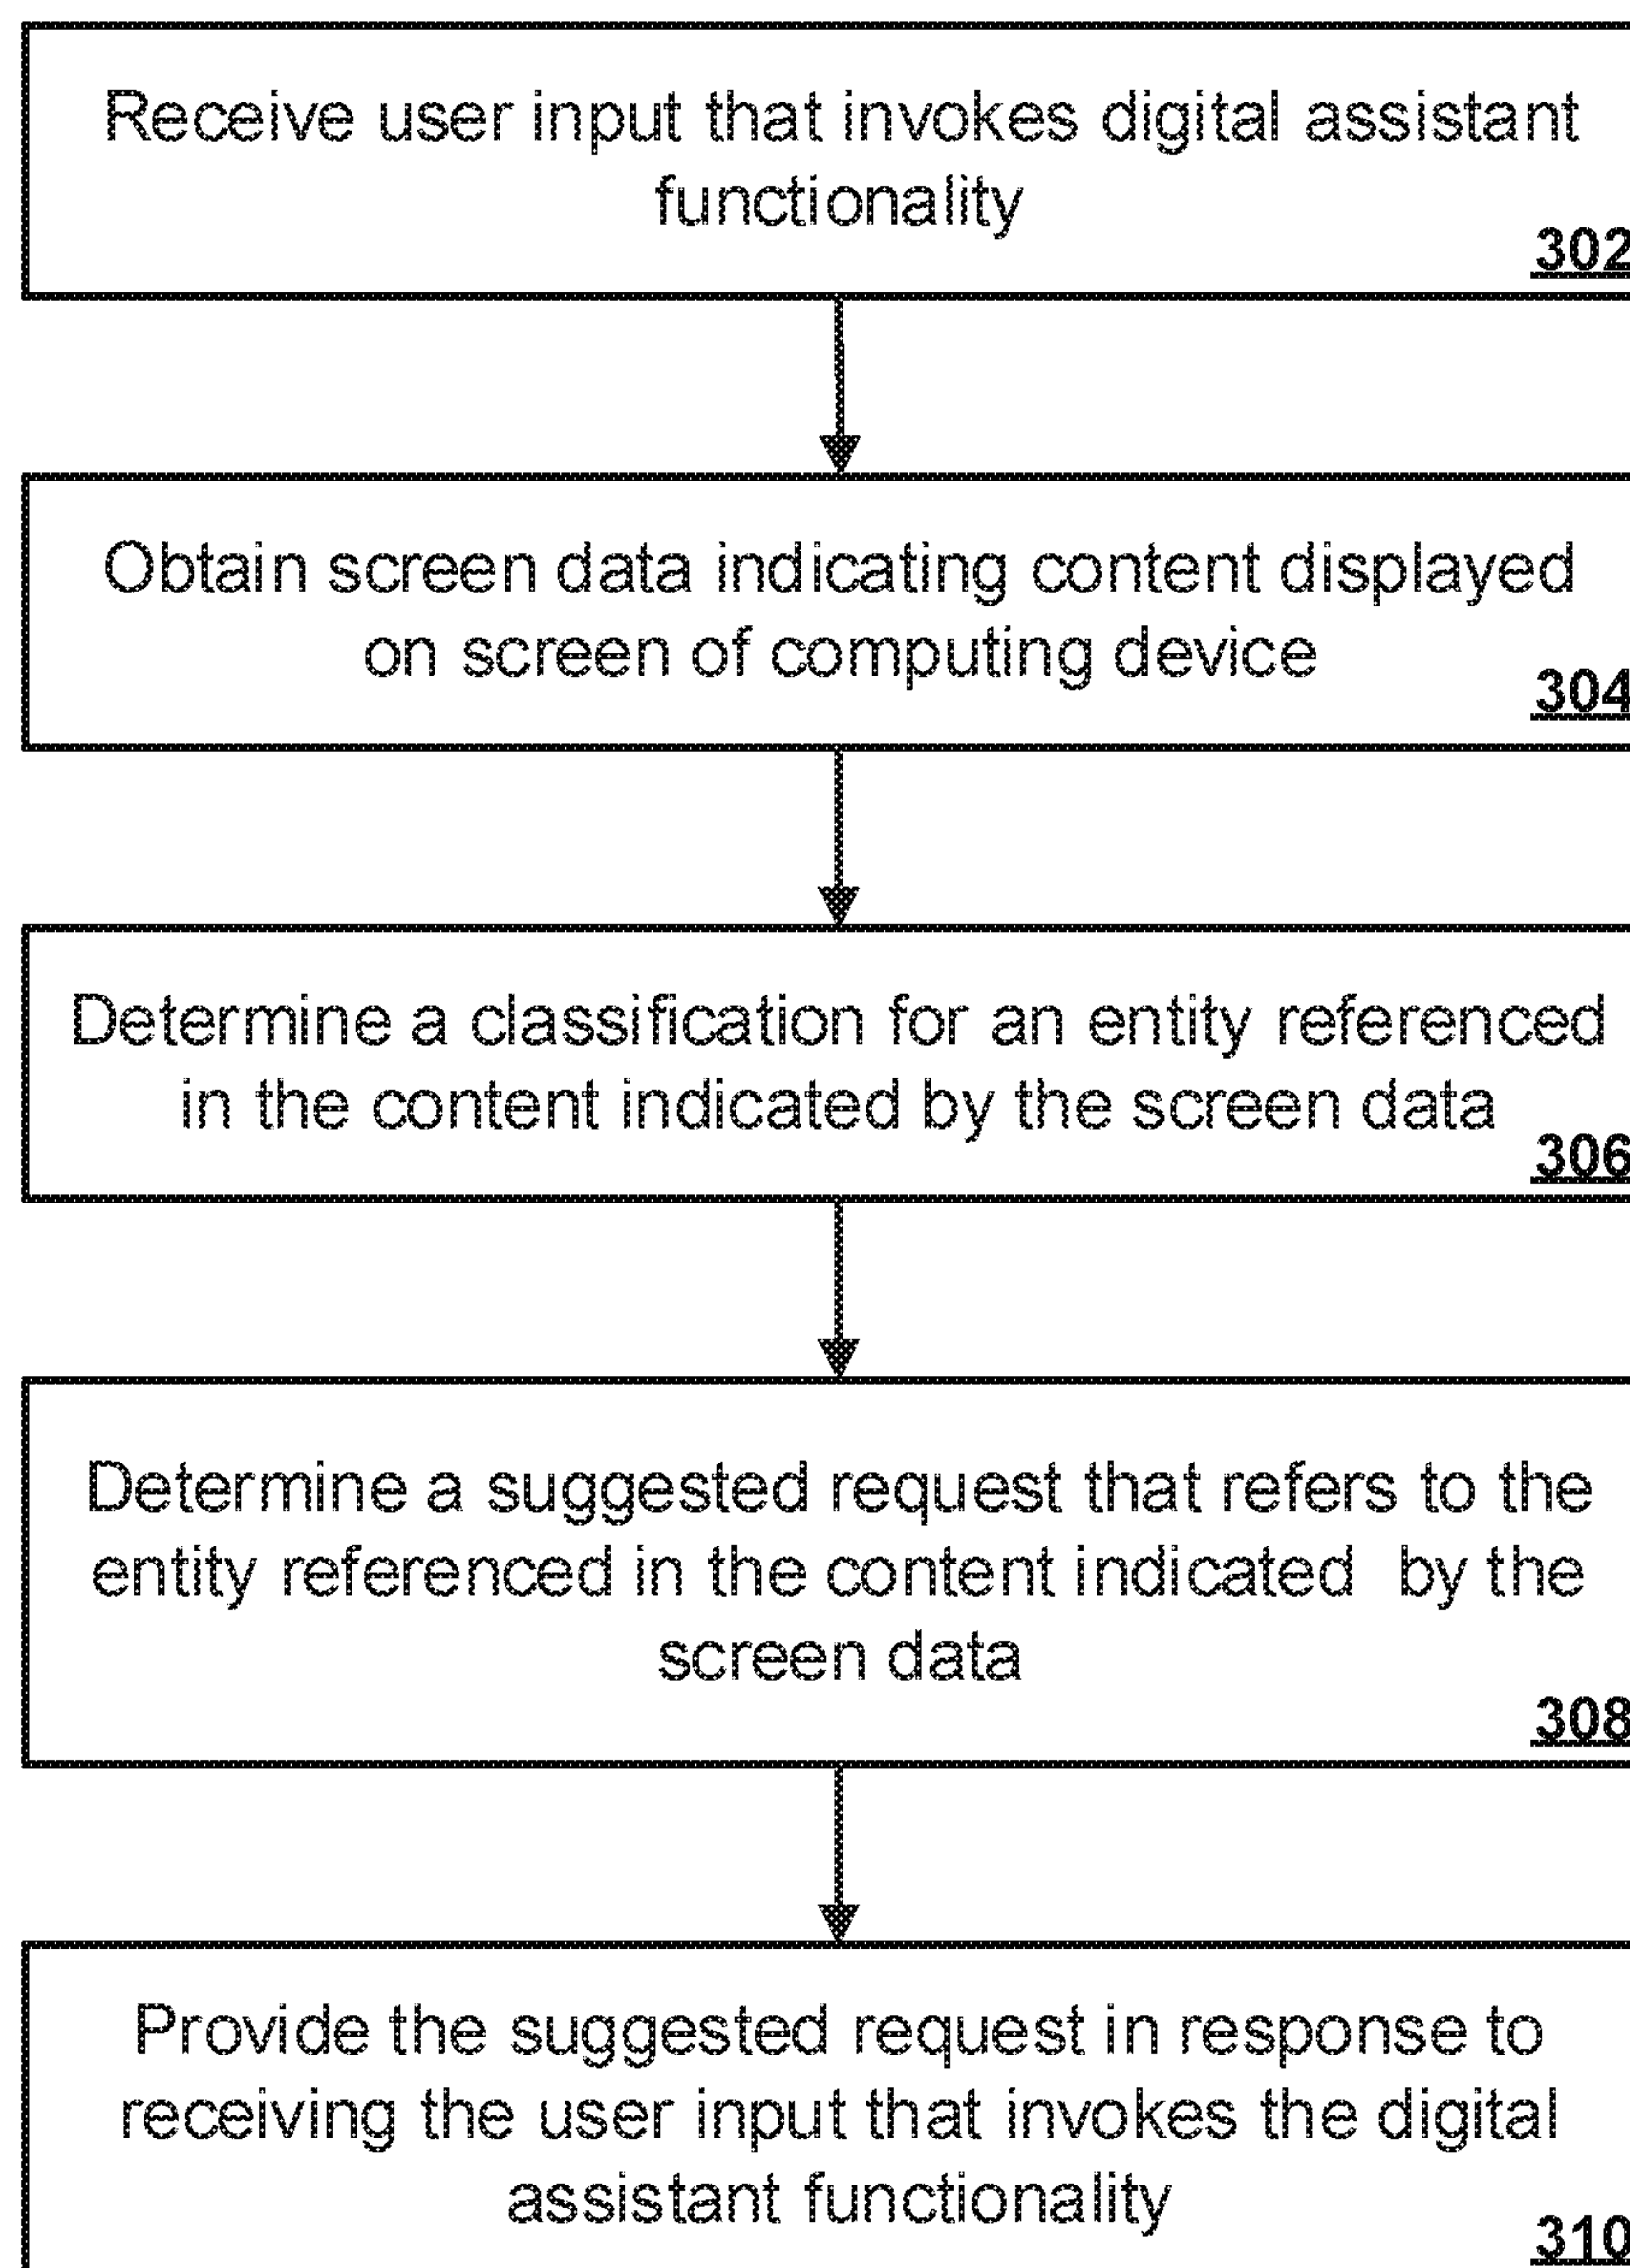 Receive user input that invokes digital assistant
functionality
302
Obtain screen data indicating content displayed
on screen of computing device
304
Determine a classification for an entity referenced
in the content indicated by the screen data
306
Determine a suggested request that refers to the
entity referenced in the content indicated by the
screen data
308
Provide the suggested request in response to
receiving the user input that invokes the digital
assistant functionality
310